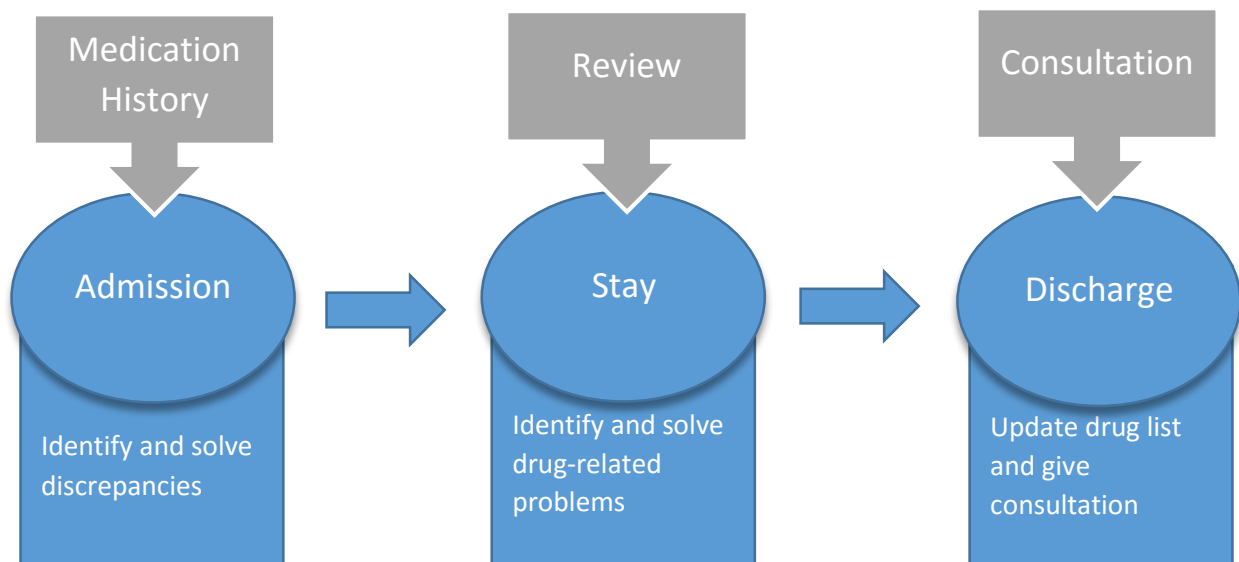 Medication
History
Review
Consultation
Admission
Stay
Discharge
Identify and solve
discrepancies
Identify and solve
drug-related
problems
Update drug list
and give
consultation